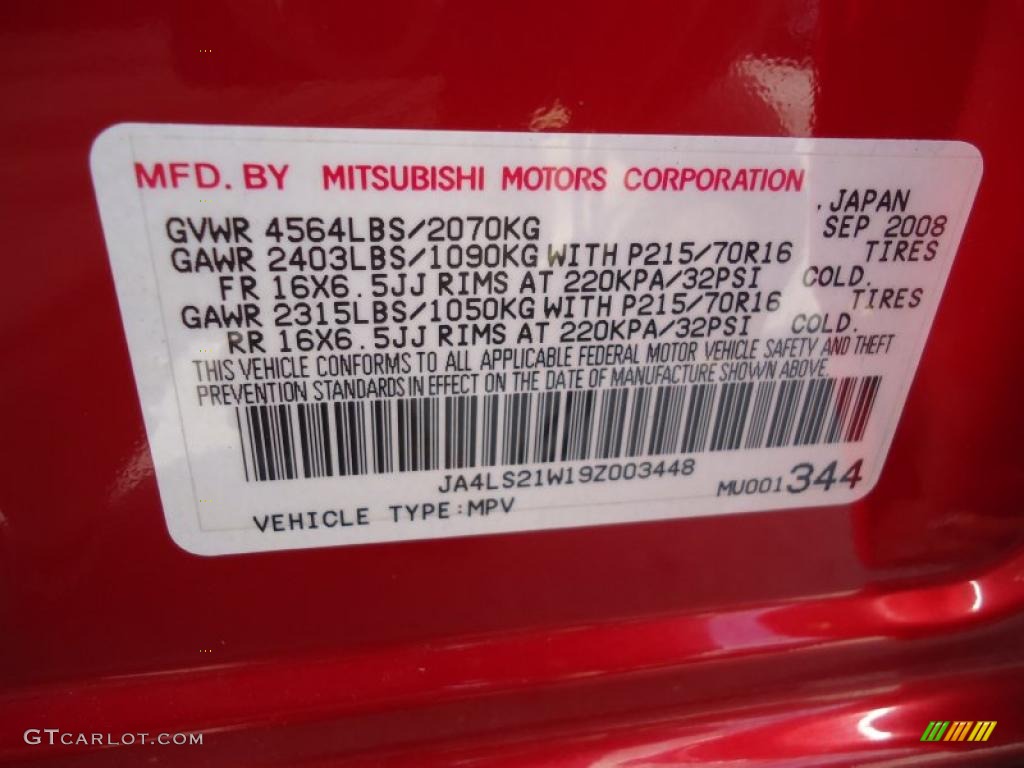 MFD. BY MITSUBISHI MOTORS CORPORATION
. JAPAN
GVWR 4564LBS/2070KG SEP 2008
GAWR 2403LBS/1090KG WITH P215/70R16 TIRES
FR 16X6.5JJ RIMS AT 220KPA/32PSI COLD.
GAWR 2315LBS/1050KG WITH P215/70R16 TIRES
RR 16X6.5JJ RIMS AT 220KPA/32PSI COLD.
THIS VEHICLE CONFORMS TO ALL APPLICABLE FEDERAL MOTOR VEHICLE SAFETY AND THEFT
PREVENTION STANDARDS IN EFFECT ON THE DATE OF MANUFACTURE SHOWN ABOVE.
JA4LS21W19Z003448
MU001344
VEHICLE TYPE:MPV
GTCARLOT.COM